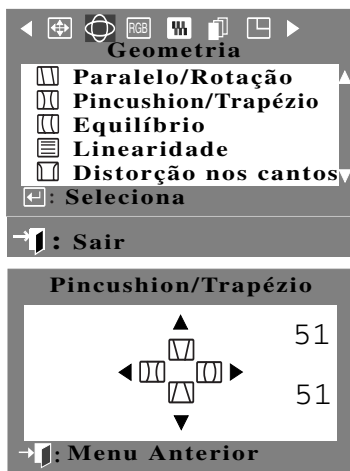 RGB
Geometria
Paralelo/Rotação
Pincushion/Trapézio
Equilíbrio
Linearidade
Distorção nos cantos
: Seleciona
: Sair
Pincushion/Trapézio
51
51
: Menu Anterior